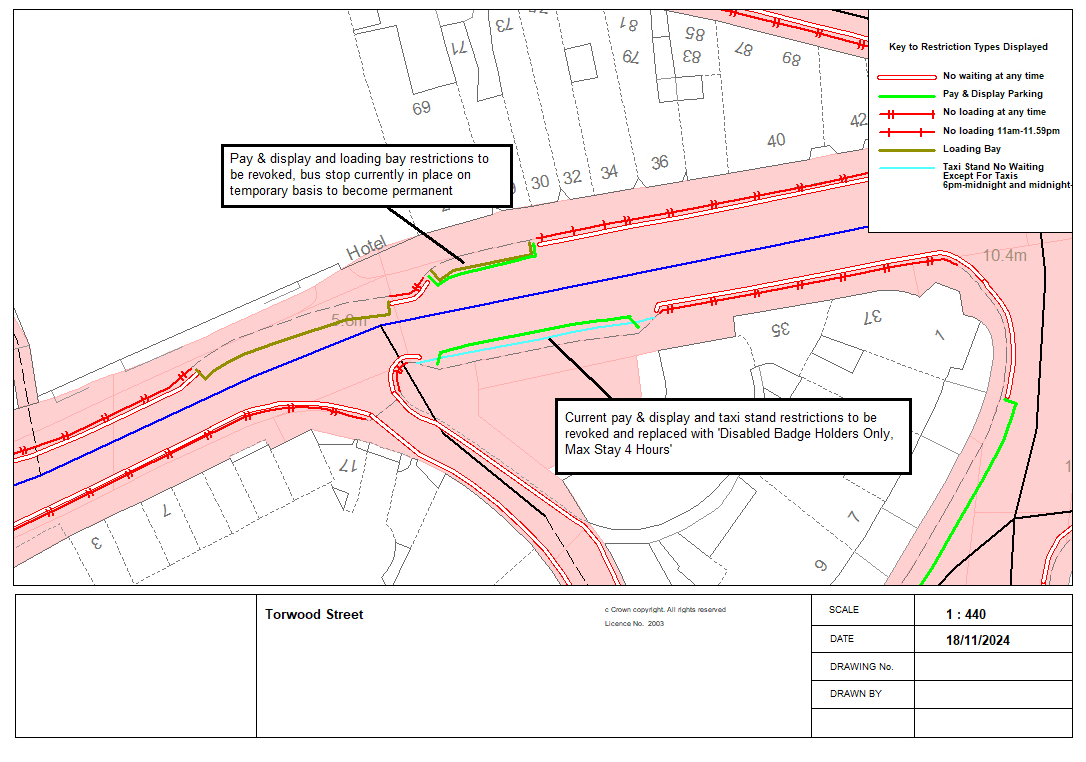 73
81
85
71
79
83
87
89
69
40
42
36
34
32
30
Key to Restriction Types Displayed
No waiting at any time
Pay & Display Parking
No loading at any time
No loading 11am-11.59pm
Loading Bay
Taxi Stand No Waiting
Except For Taxis
6pm-midnight and midnight-
Pay & display and loading bay restrictions to
be revoked, bus stop currently in place on
temporary basis to become permanent
Hotel
10.4m
5.8m
35
37
1
Current pay & display and taxi stand restrictions to be
revoked and replaced with 'Disabled Badge Holders Only,
Max Stay 4 Hours'
17
7
3
7
9
Torwood Street
c Crown copyright. All rights reserved
Licence No. 2003
SCALE
1 : 440
DATE
18/11/2024
DRAWING No.
DRAWN BY